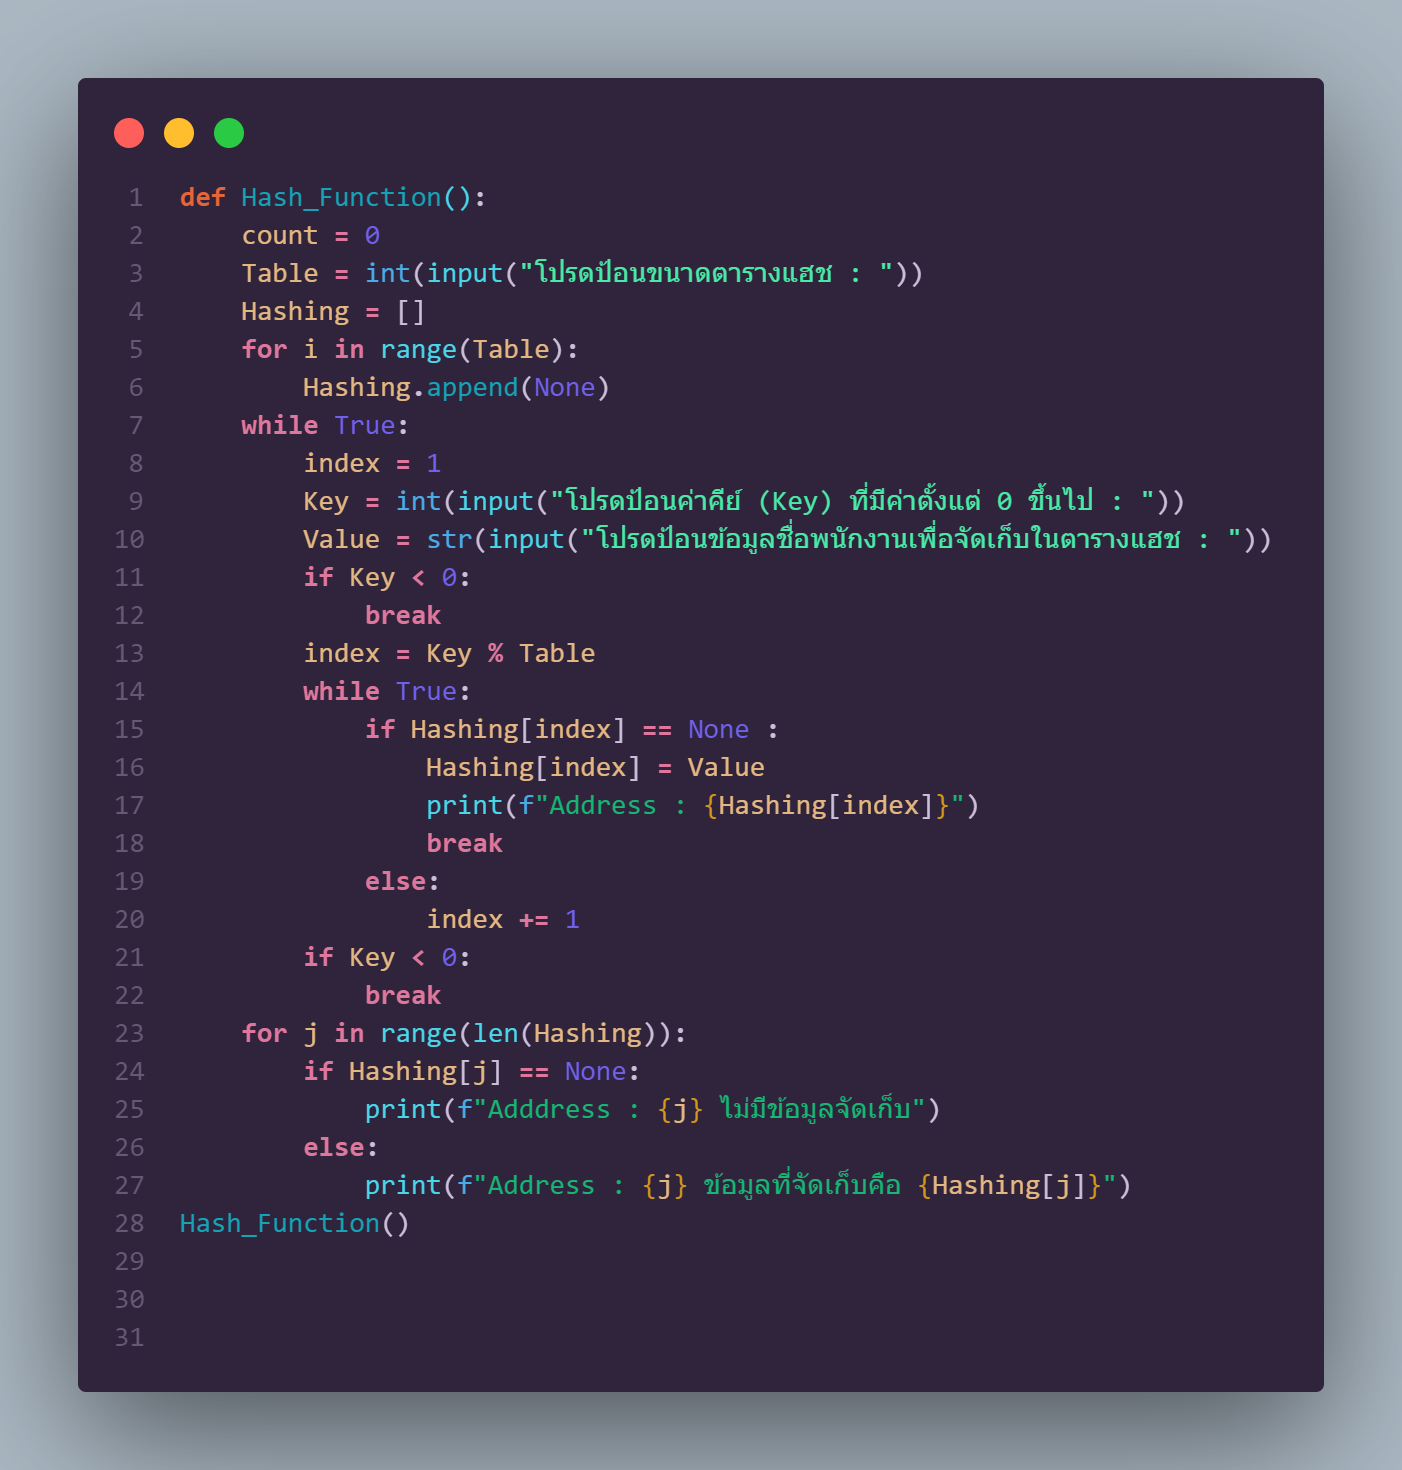 1 def Hash_Function():
2     count = 0
3     Table = int(input("โปรดป้อนขนาดตารางแฮช : "))
4     Hashing = []
5     for i in range(Table):
6         Hashing.append(None)
7     while True:
8         index = 1
9         Key = int(input("โปรดป้อนค่าคีย์ (Key) ที่มีค่าตั้งแต่ 0 ขึ้นไป : "))
10         Value = str(input("โปรดป้อนข้อมูลชื่อพนักงานเพื่อจัดเก็บในตารางแฮช : "))
11         if Key < 0:
12             break
13         index = Key % Table
14         while True:
15             if Hashing[index] == None :
16                 Hashing[index] = Value
17                 print(f"Address : {Hashing[index]}")
18                 break
19             else:
20                 index += 1
21         if Key < 0:
22             break
23     for j in range(len(Hashing)):
24         if Hashing[j] == None:
25             print(f"Adddress : {j} ไม่มีข้อมูลจัดเก็บ")
26         else:
27             print(f"Address : {j} ข้อมูลที่จัดเก็บคือ {Hashing[j]}")
28 Hash_Function()
29
30
31